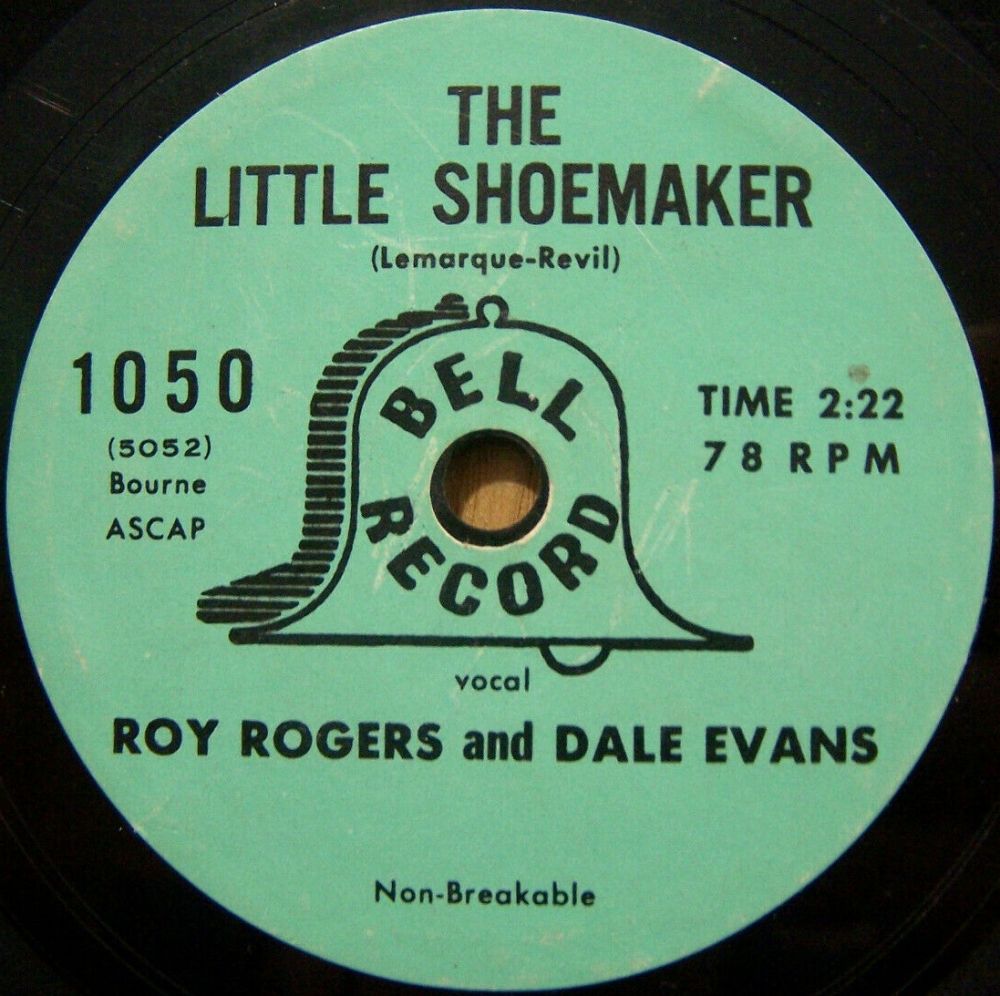 THE
LITTLE SHOEMAKER
(Lemarque-Revil)
1050
(5052)
Bourne
ASCAP
BELL
RECORD
TIME 2:22
78 RPM
vocal
ROY ROGERS and DALE EVANS
Non-Breakable